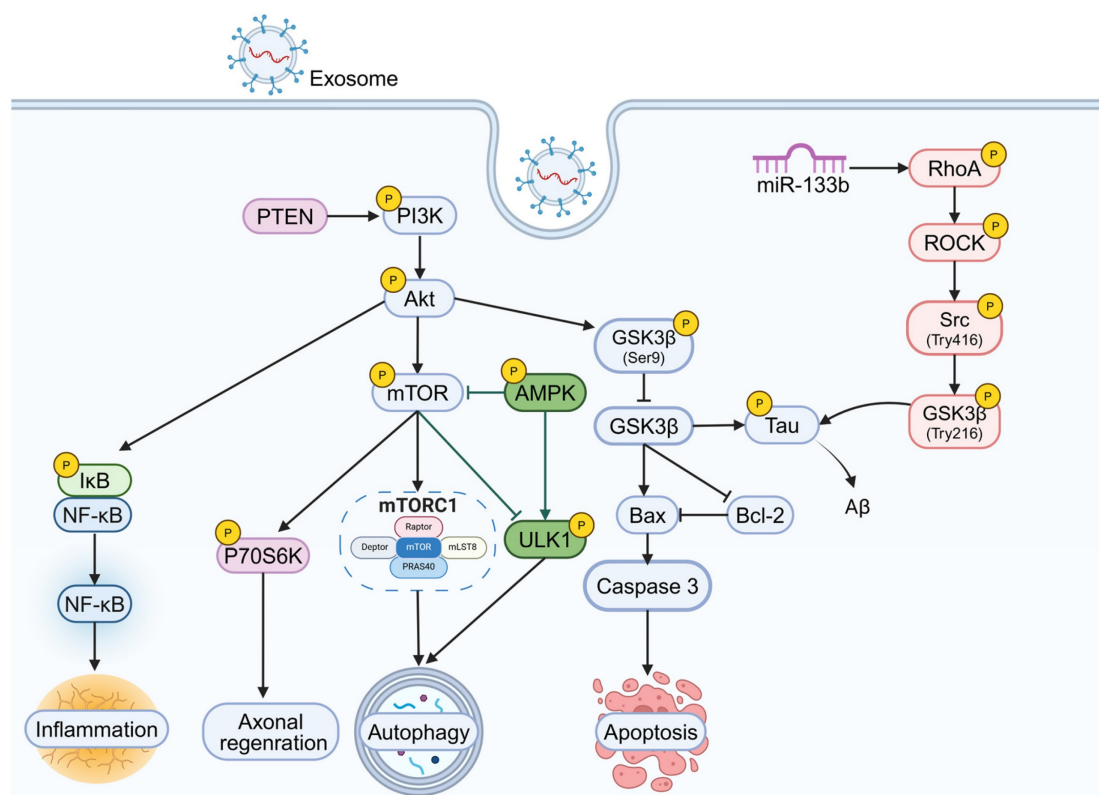 Exosome
miR-133b
P
RhoA
PTEN
P
PI3K
P
ROCK
P
Akt
P
Src
(Try416)
P
GSK3β
(Ser9)
P
mTOR
P
AMPK
P
GSK3β
(Try216)
GSK3β
P
Tau
P
IκB
NF-κB
Aβ
mTORC1
Raptor
Deptor
mTOR
mLST8
PRAS40
P
ULK1
Bax
Bcl-2
P
P70S6K
Caspase 3
NF-κB
Inflammation
Axonal
regenration
Autophagy
Apoptosis